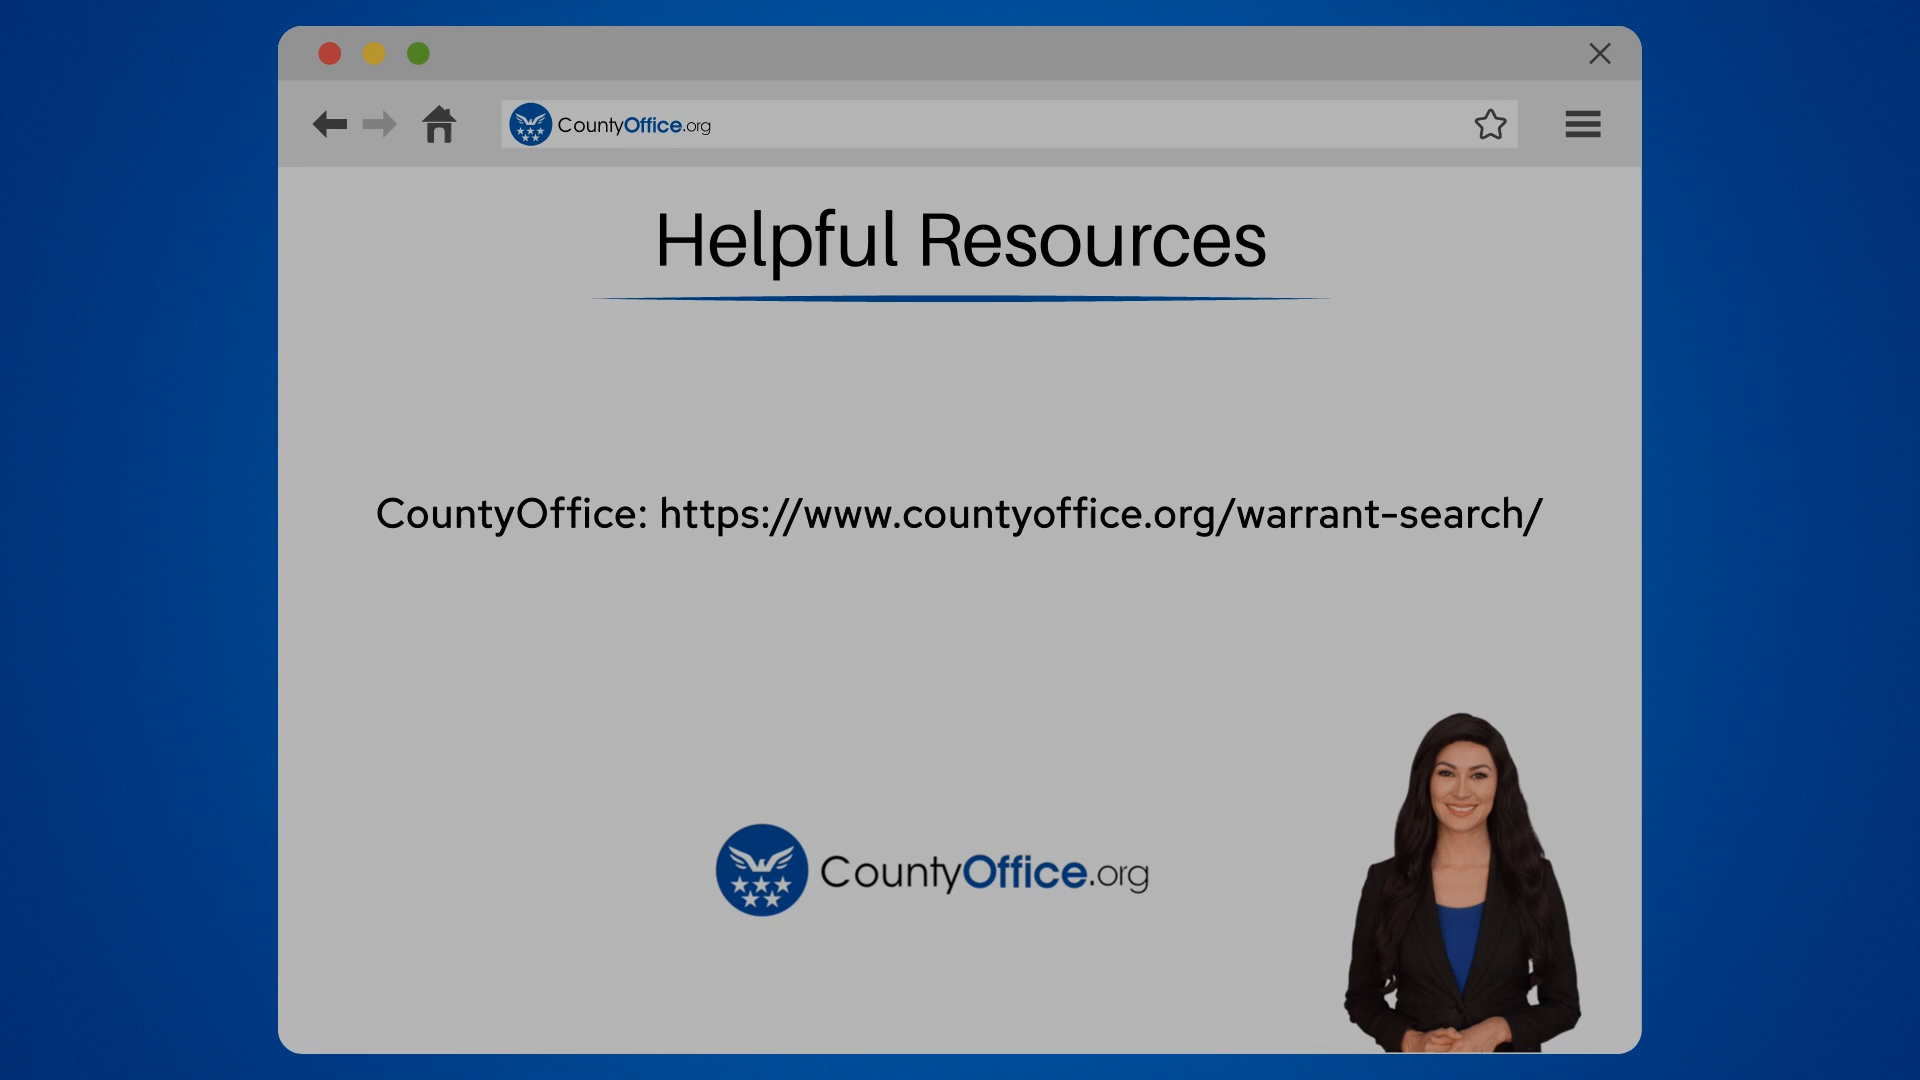 CountyOffice.org
Helpful Resources
CountyOffice: https://www.countyoffice.org/warrant-search/
CountyOffice.org